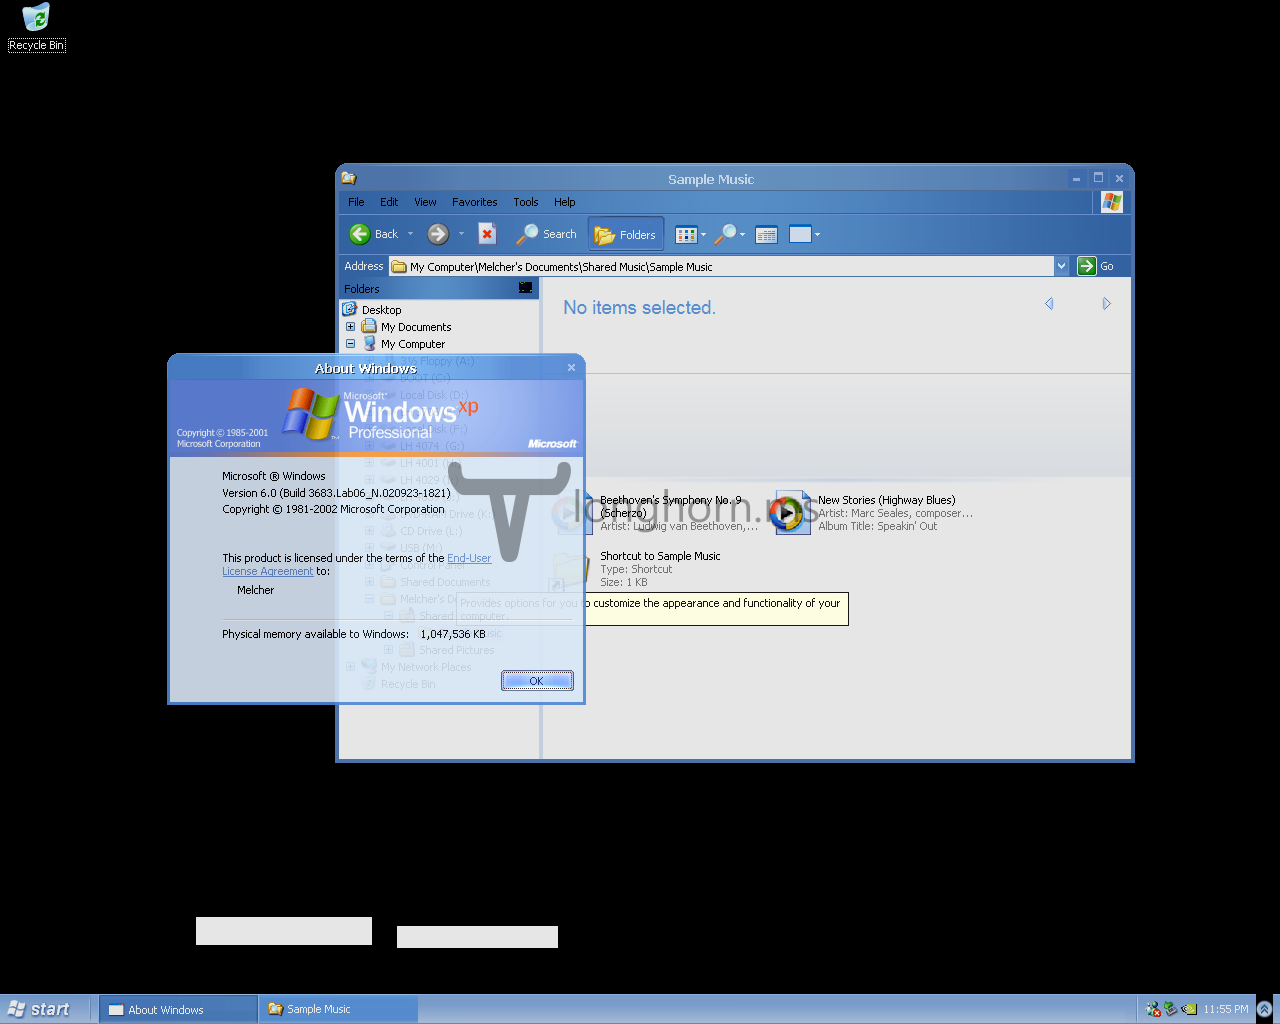 Recycle Bin
Sample Music
File Edit View Favorites Tools Help
Back Search Folders
Address My Computer\Melcher's Documents\Shared Music\Sample Music Go
Folders
Desktop
My Documents
My Computer
3½ Floppy (A:)
BOOT (C:)
Local Disk (D:)
Disk (F:)
LH 4074 (G:)
LH 4001 (H:)
LH 4029
Drive (K:)
CD Drive (L:)
USB (M:)
Control Panel
Shared Documents
Melcher's Do
Shared
Shared Pictures
My Network Places
Recycle Bin
No items selected.
Beethoven's Symphony No. 9
(Scherzo)
Artist: Ludwig van Beethoven,...
New Stories (Highway Blues)
Artist: Marc Seales, composer...
Album Title: Speakin' Out
Shortcut to Sample Music
Type: Shortcut
Size: 1 KB
Provides options for you to customize the appearance and functionality of your
computer.
longhorn.ms
About Windows
Microsoft®
Windows xp
Professional
Copyright © 1985-2001
Microsoft Corporation
Microsoft
Microsoft ® Windows
Version 6.0 (Build 3683.Lab06_N.020923-1821)
Copyright © 1981-2002 Microsoft Corporation
This product is licensed under the terms of the End-User
License Agreement to:
Melcher
Physical memory available to Windows: 1,047,536 KB
OK
start About Windows Sample Music 11:55 PM